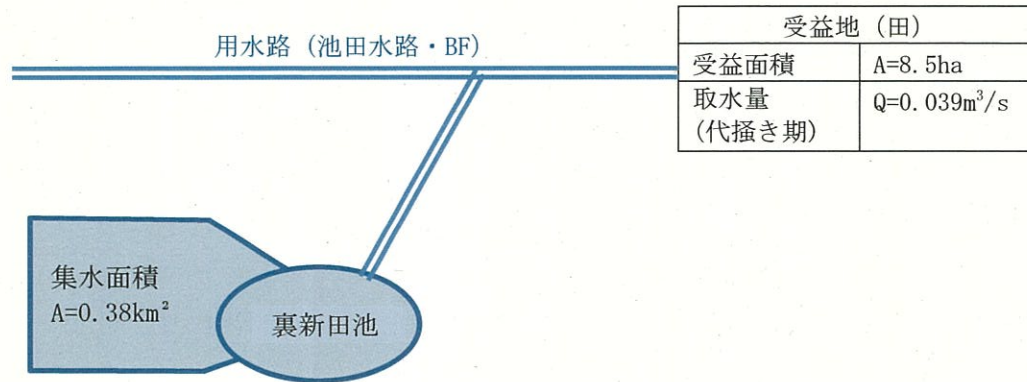 用水路（池田水路・BF）
受益地（田）
受益面積 A=8.5ha
取水量 Q=0.039m³/s
(代掻き期)
集水面積
A=0.38km²
裏新田池